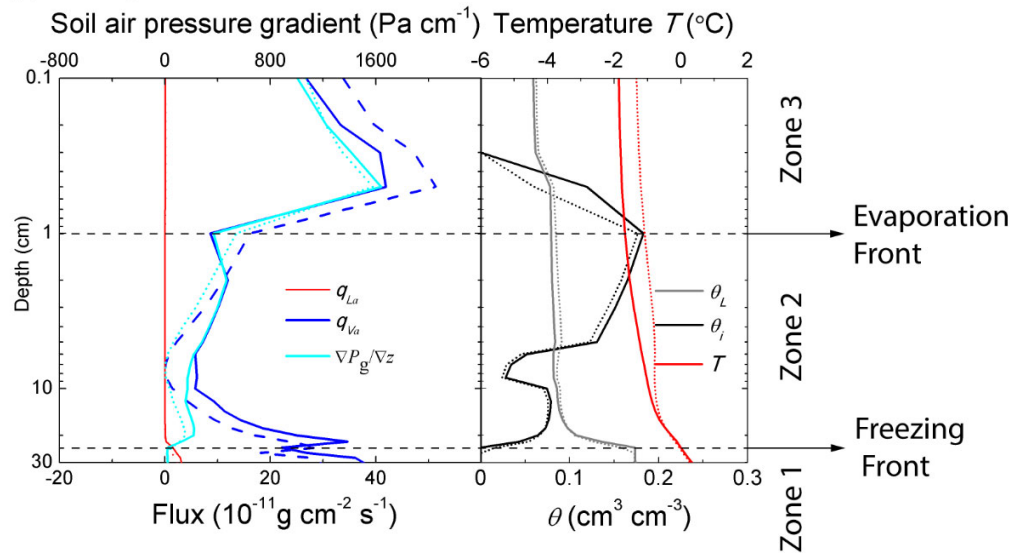 Soil air pressure gradient (Pa cm⁻¹) Temperature T (°C)
-800 0 800 1600 -6 -4 -2 0 2
0.1
1
10
30
Depth (cm)
q_La
q_Va
∇P_g/∇z
θ_L
θ_i
T
-20 0 20 40 0 0.1 0.2 0.3
Flux (10⁻¹¹g cm⁻² s⁻¹)
θ (cm³ cm⁻³)
Zone 3
Zone 2
Zone 1
Evaporation
Front
Freezing
Front